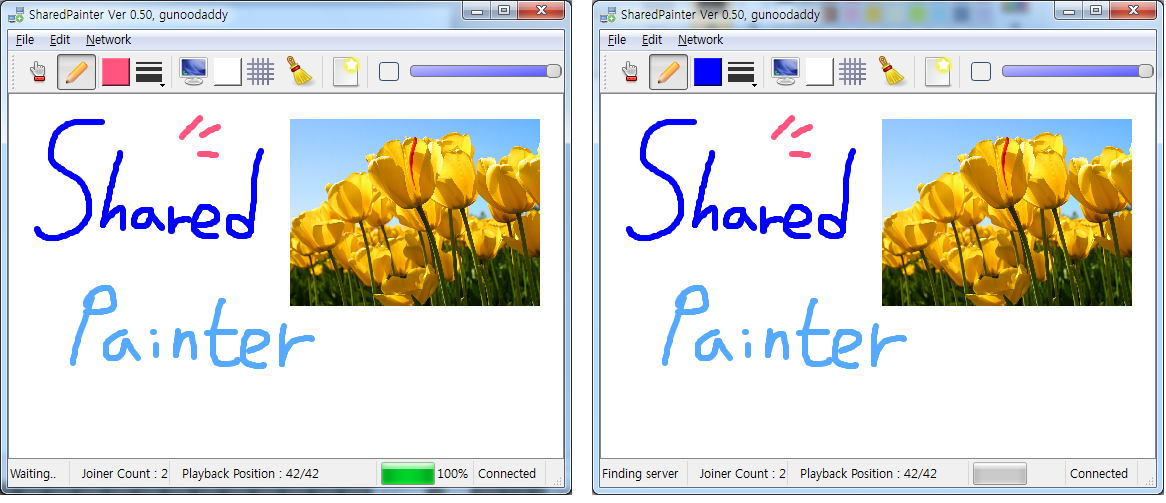 SharedPainter Ver 0.50, gunoodaddy
File Edit Network
Shared
Painter
Waiting.. Joiner Count : 2 Playback Position : 42/42 100% Connected
SharedPainter Ver 0.50, gunoodaddy
File Edit Network
Shared
Painter
Finding server Joiner Count : 2 Playback Position : 42/42 Connected